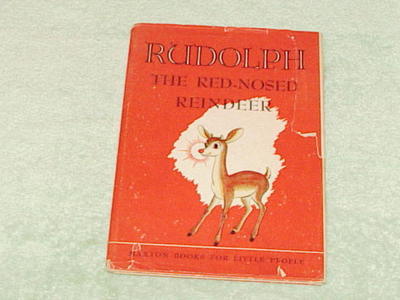 RUDOLPH
THE RED-NOSED
REINDEER
MAXTON BOOKS FOR LITTLE PEOPLE